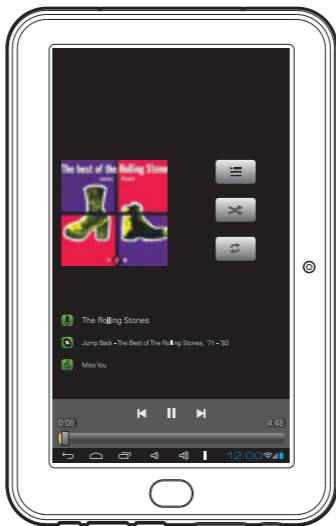 The best of the Rolling Stones
The Rolling Stones
Jump Back - The Best of The Rolling Stones, '71 - '93
Miss You
0:08
4:48
12:00